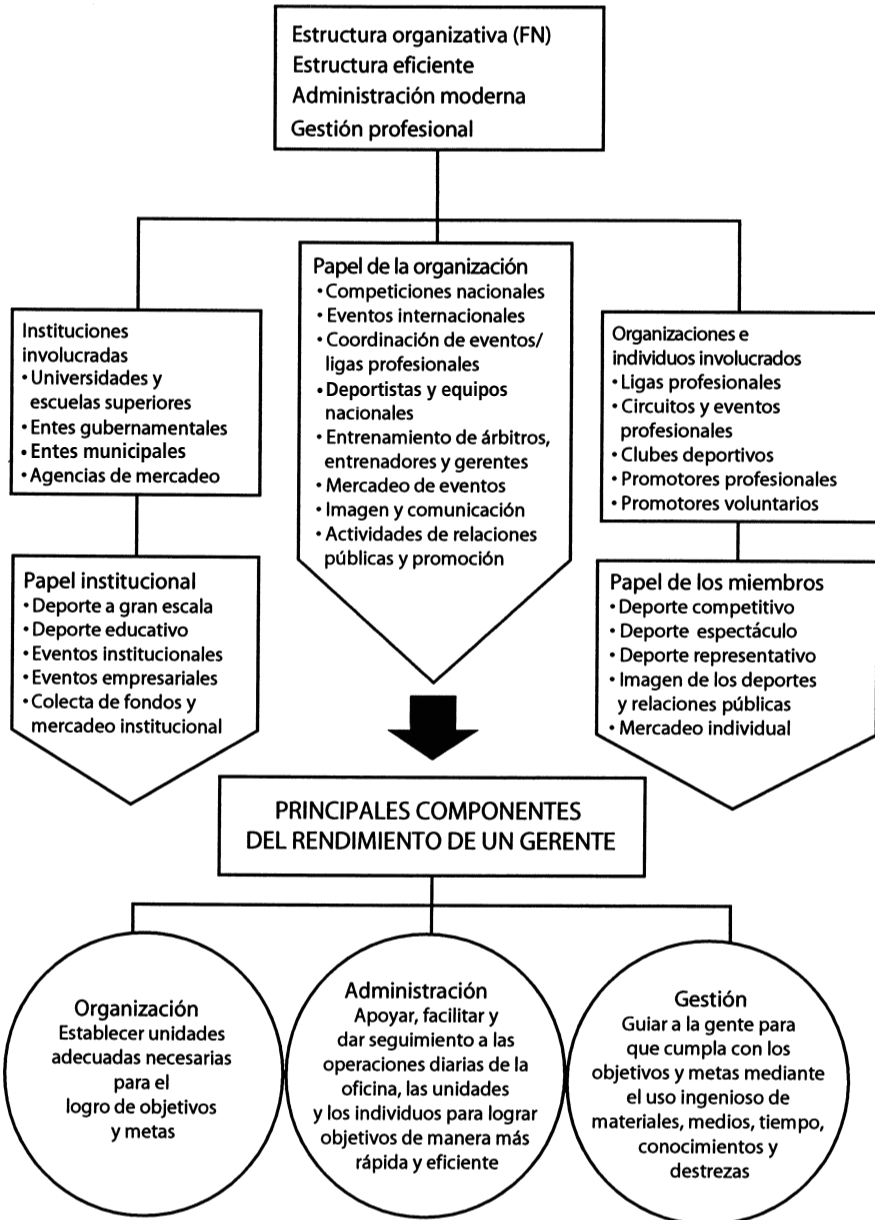 Estructura organizativa (FN)
Estructura eficiente
Administración moderna
Gestión profesional
Instituciones
involucradas
• Universidades y
escuelas superiores
• Entes gubernamentales
• Entes municipales
• Agencias de mercadeo
Papel institucional
• Deporte a gran escala
• Deporte educativo
• Eventos institucionales
• Eventos empresariales
• Colecta de fondos y
mercadeo institucional
Papel de la organización
• Competiciones nacionales
• Eventos internacionales
• Coordinación de eventos/
ligas profesionales
• Deportistas y equipos
nacionales
• Entrenamiento de árbitros,
entrenadores y gerentes
• Mercadeo de eventos
• Imagen y comunicación
• Actividades de relaciones
públicas y promoción
Organizaciones e
individuos involucrados
• Ligas profesionales
• Circuitos y eventos
profesionales
• Clubes deportivos
• Promotores profesionales
• Promotores voluntarios
Papel de los miembros
• Deporte competitivo
• Deporte espectáculo
• Deporte representativo
• Imagen de los deportes
y relaciones públicas
• Mercadeo individual
PRINCIPALES COMPONENTES
DEL RENDIMIENTO DE UN GERENTE
Organización
Establecer unidades
adecuadas necesarias
para el
logro de objetivos
y metas
Administración
Apoyar, facilitar y
dar seguimiento a las
operaciones diarias de la
oficina, las unidades
y los individuos para lograr
objetivos de manera más
rápida y eficiente
Gestión
Guiar a la gente para
que cumpla con los
objetivos y metas mediante
el uso ingenioso de
materiales, medios, tiempo,
conocimientos y
destrezas